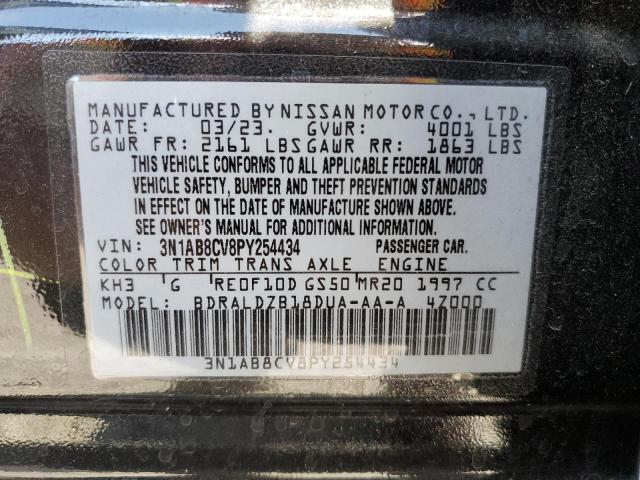 MANUFACTURED BY NISSAN MOTOR CO., LTD.
DATE: 03/23. GVWR: 4001 LBS
GAWR FR: 2161 LBS GAWR RR: 1863 LBS
THIS VEHICLE CONFORMS TO ALL APPLICABLE FEDERAL MOTOR
VEHICLE SAFETY, BUMPER AND THEFT PREVENTION STANDARDS
IN EFFECT ON THE DATE OF MANUFACTURE SHOWN ABOVE.
SEE OWNER'S MANUAL FOR ADDITIONAL INFORMATION.
VIN: 3N1AB8CV8PY254434 PASSENGER CAR.
COLOR TRIM TRANS AXLE ENGINE
KH3 G RE0F10D GS50 MR20 1997 CC
MODEL: BDRALDZB18DUA-AA-A 4Z000
3N1AB8CV8PY254434